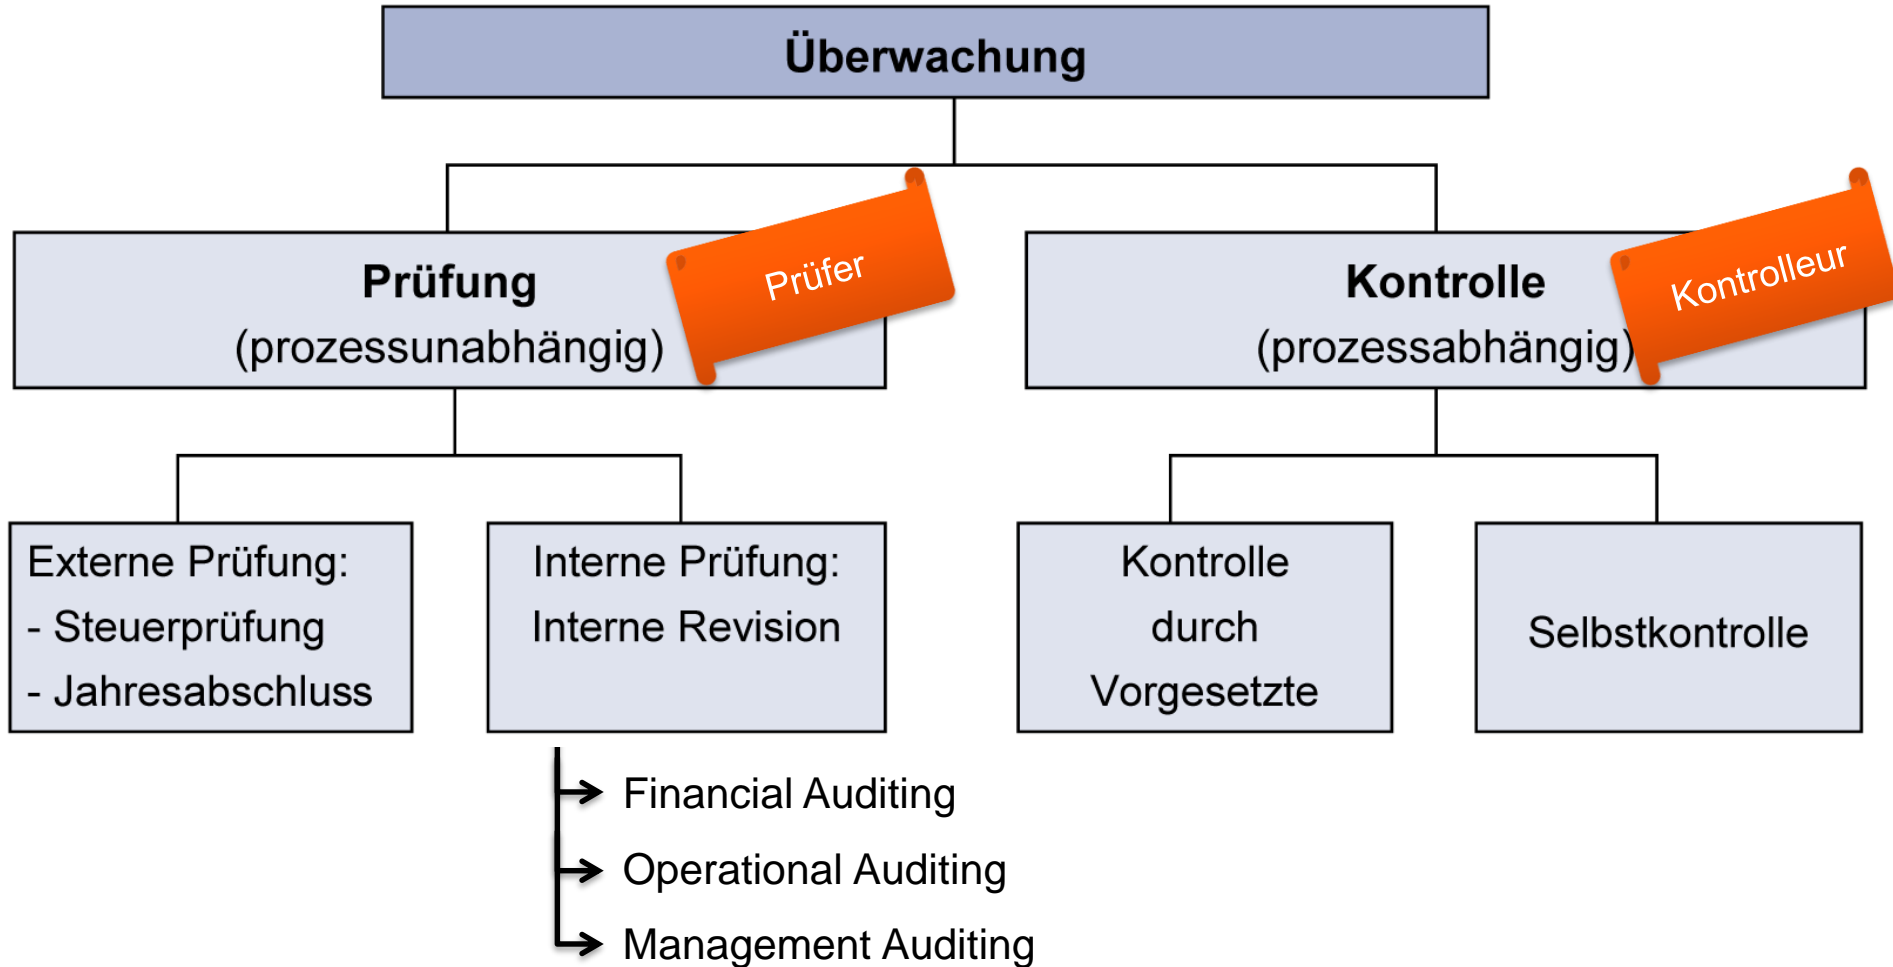 Überwachung
Prüfung
(prozessunabhängig)
Prüfer
Kontrolle
(prozessabhängig)
Kontrolleur
Externe Prüfung:
- Steuerprüfung
- Jahresabschluss
Interne Prüfung:
Interne Revision
Kontrolle
durch
Vorgesetzte
Selbstkontrolle
Financial Auditing
Operational Auditing
Management Auditing